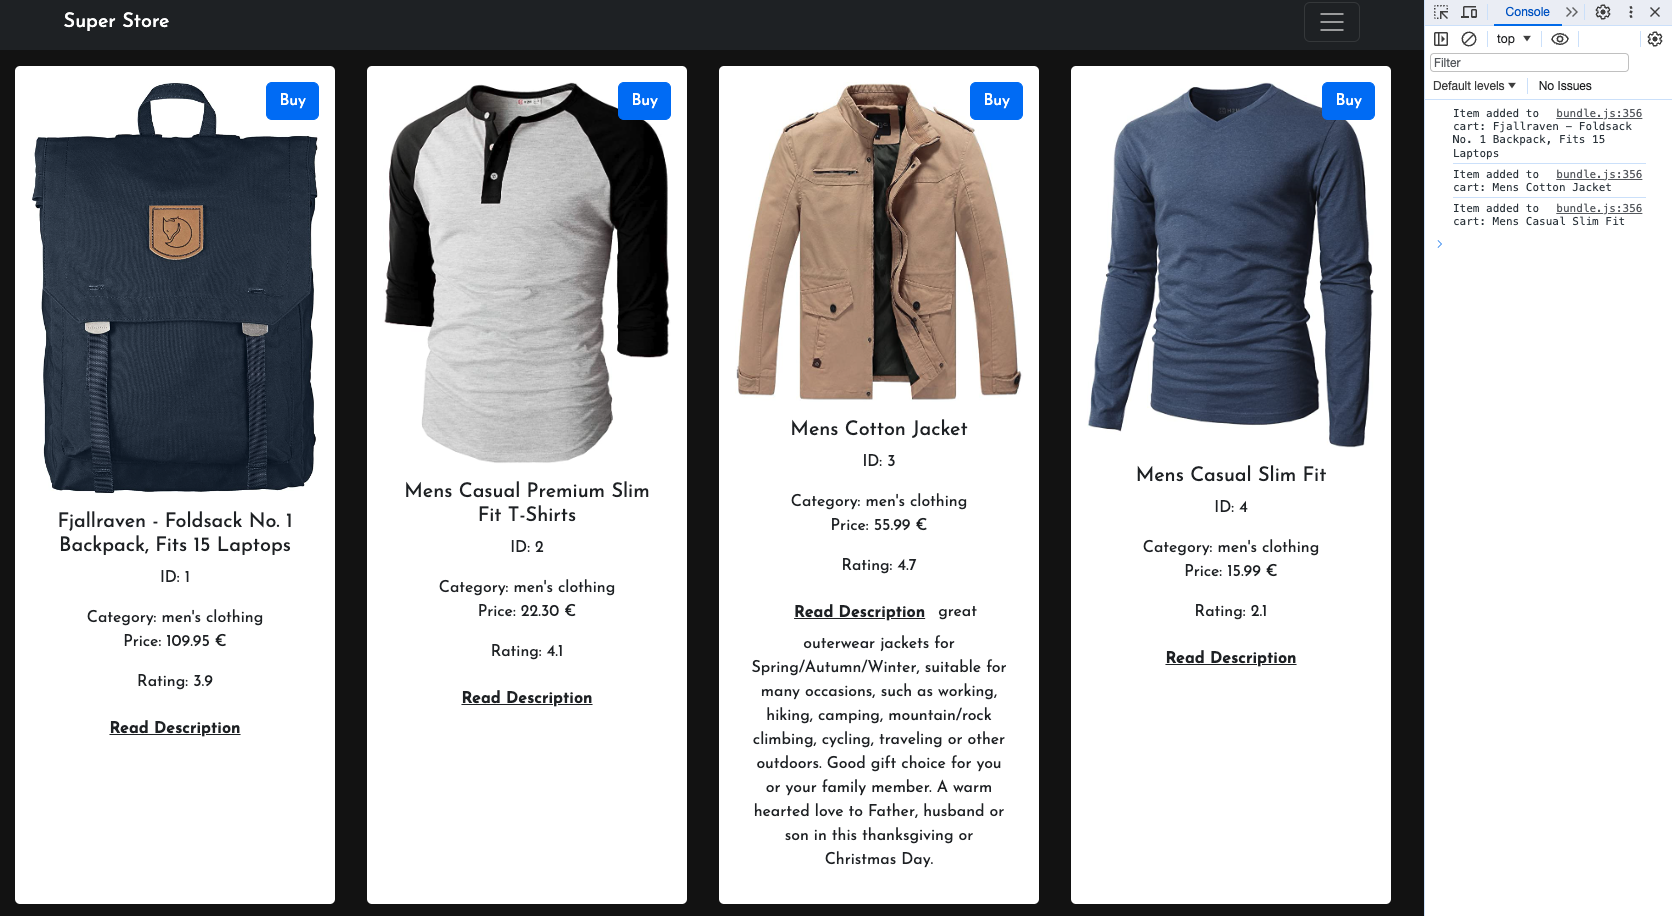 Super Store
Buy
Fjallraven - Foldsack No. 1
Backpack, Fits 15 Laptops
ID: 1
Category: men's clothing
Price: 109.95 €
Rating: 3.9
Read Description
Buy
Mens Casual Premium Slim
Fit T-Shirts
ID: 2
Category: men's clothing
Price: 22.30 €
Rating: 4.1
Read Description
Buy
Mens Cotton Jacket
ID: 3
Category: men's clothing
Price: 55.99 €
Rating: 4.7
Read Description great
outerwear jackets for
Spring/Autumn/Winter, suitable for
many occasions, such as working,
hiking, camping, mountain/rock
climbing, cycling, traveling or other
outdoors. Good gift choice for you
or your family member. A warm
hearted love to Father, husband or
son in this thanksgiving or
Christmas Day.
Buy
Mens Casual Slim Fit
ID: 4
Category: men's clothing
Price: 15.99 €
Rating: 2.1
Read Description
Console
top
Filter
Default levels
No Issues
Item added to bundle.js:356
cart: Fjallraven – Foldsack
No. 1 Backpack, Fits 15
Laptops
Item added to bundle.js:356
cart: Mens Cotton Jacket
Item added to bundle.js:356
cart: Mens Casual Slim Fit